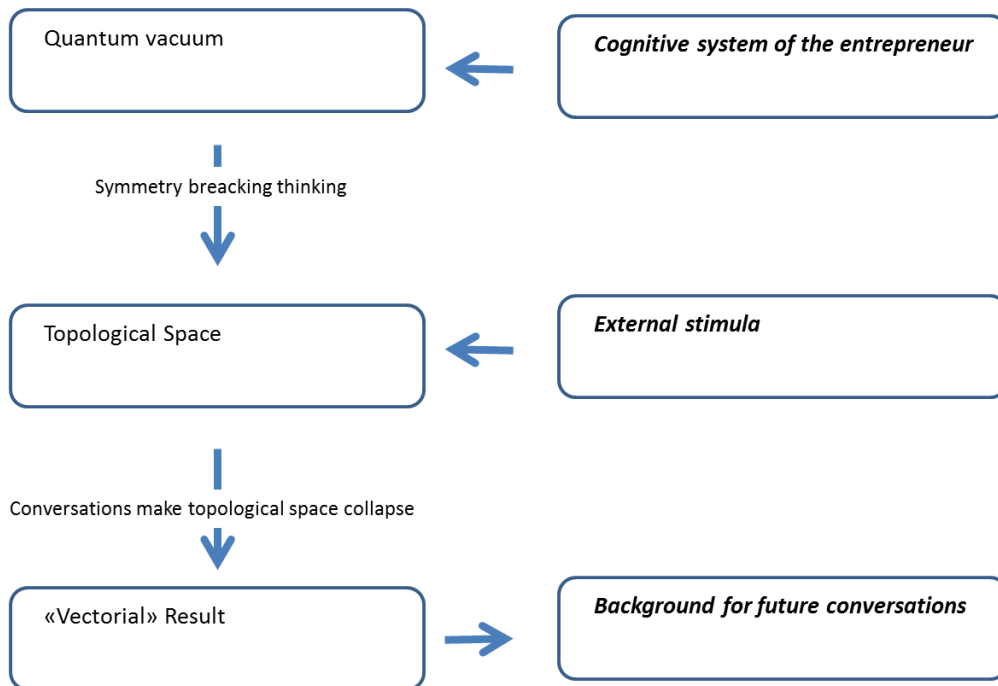 Quantum vacuum
Cognitive system of the entrepreneur
Symmetry breacking thinking
Topological Space
External stimula
Conversations make topological space collapse
«Vectorial» Result
Background for future conversations